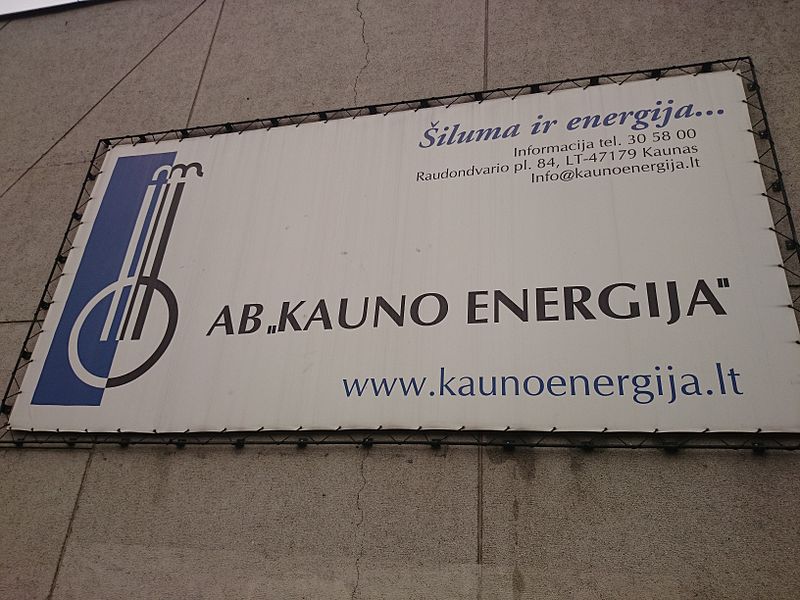 Šiluma ir energija...
Informacija tel. 30 58 00
Raudondvario pl. 84, LT-47179 Kaunas
Info@kaunoenergija.lt
AB „KAUNO ENERGIJA"
www.kaunoenergija.lt